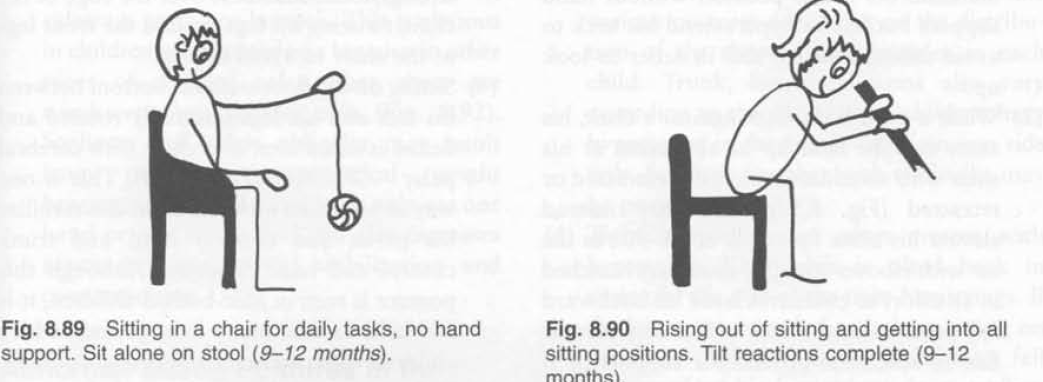 Fig. 8.89 Sitting in a chair for daily tasks, no hand
support. Sit alone on stool (9–12 months).
Fig. 8.90 Rising out of sitting and getting into all
sitting positions. Tilt reactions complete (9–12
months).